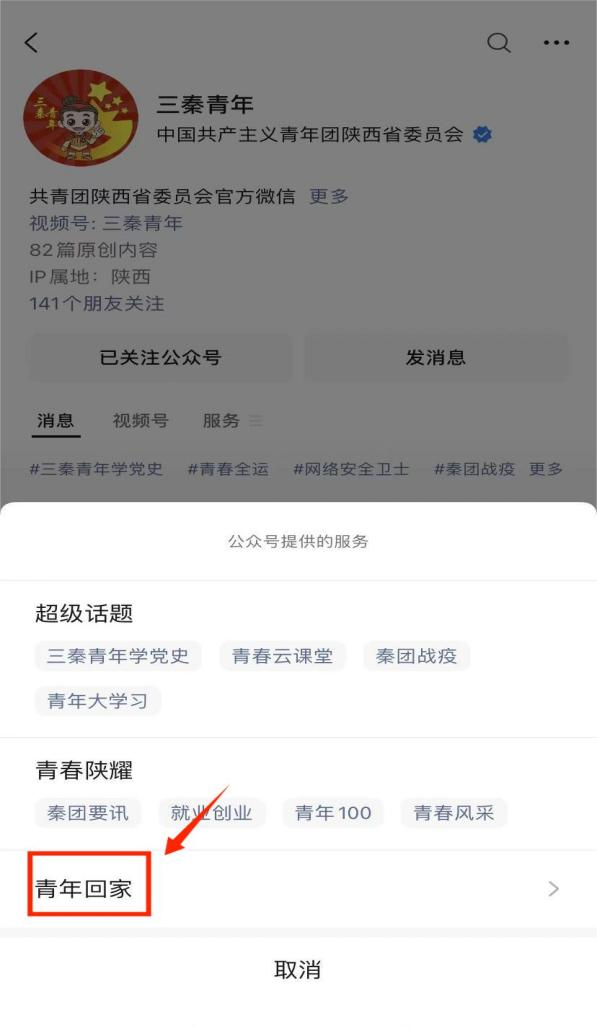 三秦青年
三秦青年
中国共产主义青年团陕西省委员会
共青团陕西省委员会官方微信 更多
视频号: 三秦青年
82篇原创内容
IP属地：陕西
141个朋友关注
已关注公众号 发消息
消息 视频号 服务
#三秦青年学党史 #青春全运 #网络安全卫士 #秦团战疫 更多
公众号提供的服务
超级话题
三秦青年学党史 青春云课堂 秦团战疫
青年大学习
青春陕耀
秦团要讯 就业创业 青年100 青春风采
青年回家
取消